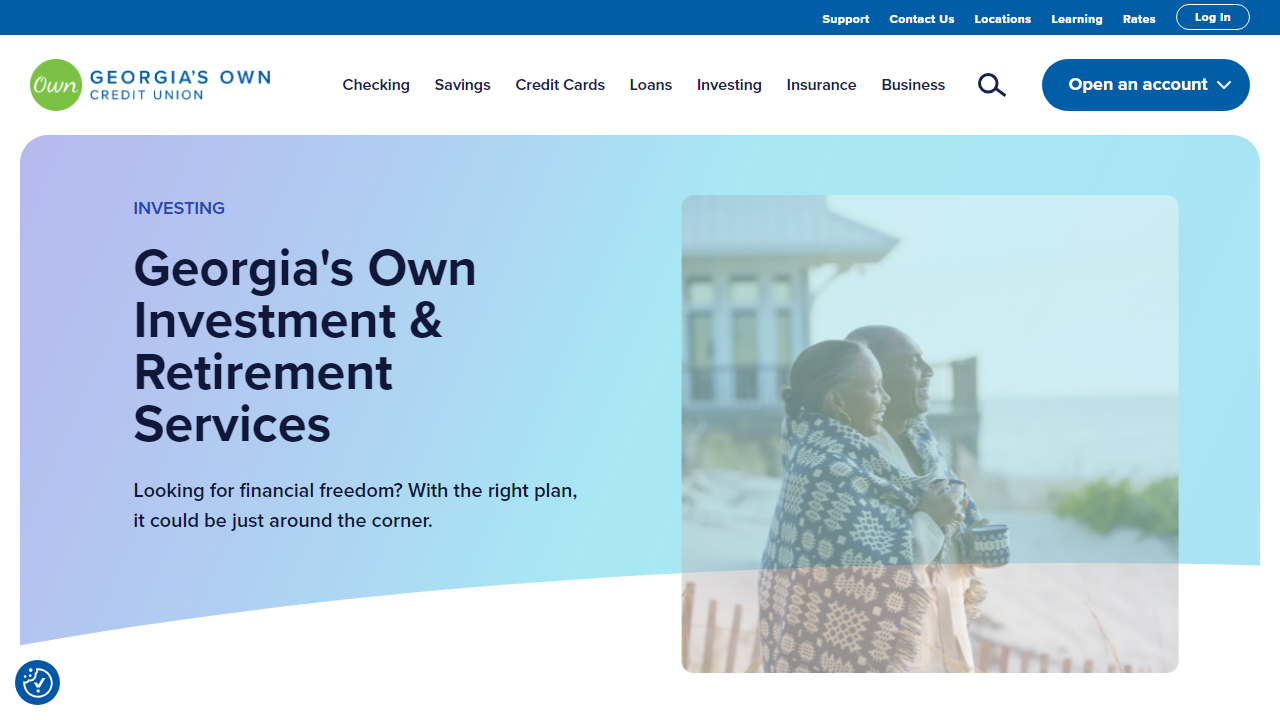 Support Contact Us Locations Learning Rates Log In
Own GEORGIA'S OWN
CREDIT UNION
Checking Savings Credit Cards Loans Investing Insurance Business Open an account
INVESTING
Georgia's Own
Investment &
Retirement
Services
Looking for financial freedom? With the right plan,
it could be just around the corner.